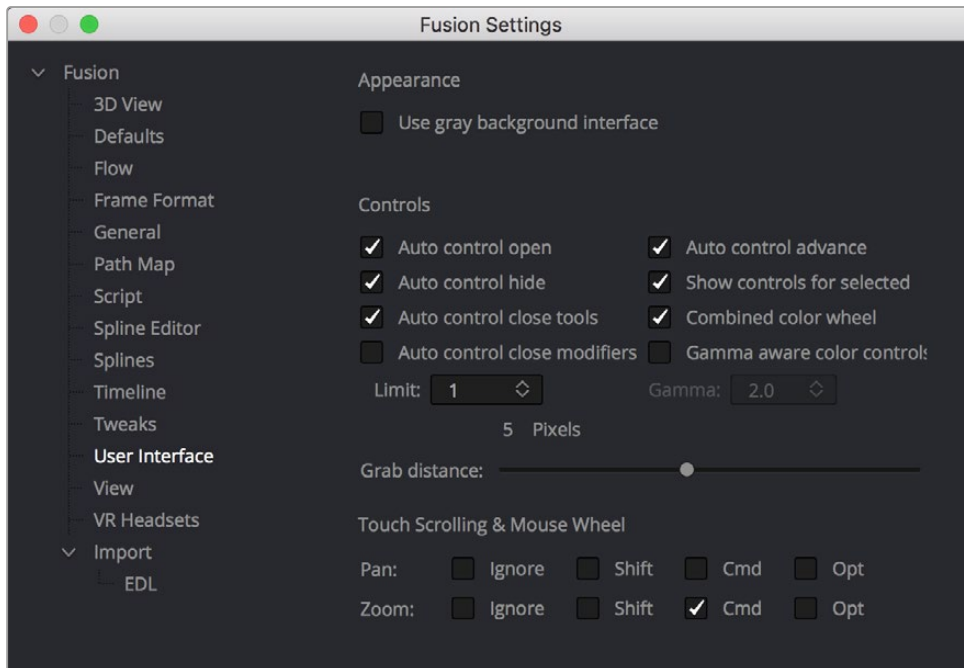 Fusion Settings
Fusion
3D View
Defaults
Flow
Frame Format
General
Path Map
Script
Spline Editor
Splines
Timeline
Tweaks
User Interface
View
VR Headsets
Import
EDL
Appearance
Use gray background interface
Controls
Auto control open Auto control advance
Auto control hide Show controls for selected
Auto control close tools Combined color wheel
Auto control close modifiers Gamma aware color controls
Limit: 1 Gamma: 2.0
5 Pixels
Grab distance:
Touch Scrolling & Mouse Wheel
Pan: Ignore Shift Cmd Opt
Zoom: Ignore Shift Cmd Opt